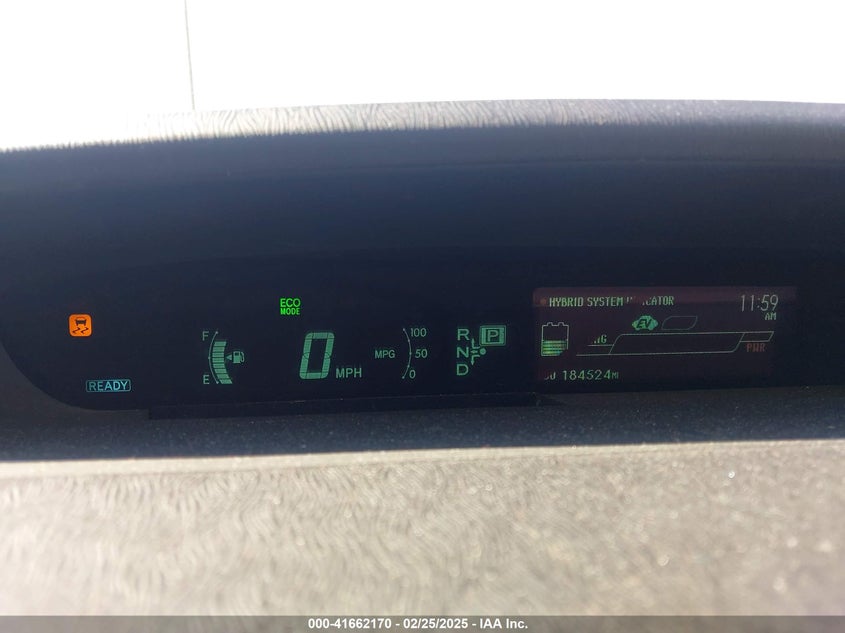 ECO
MODE
READY
F
E
0 MPH
MPG
100
50
0
R
N
D
P
HYBRID SYSTEM
11:59
AM
EV
PWR
184524 MI
000-41662170 - 02/25/2025 - IAA Inc.